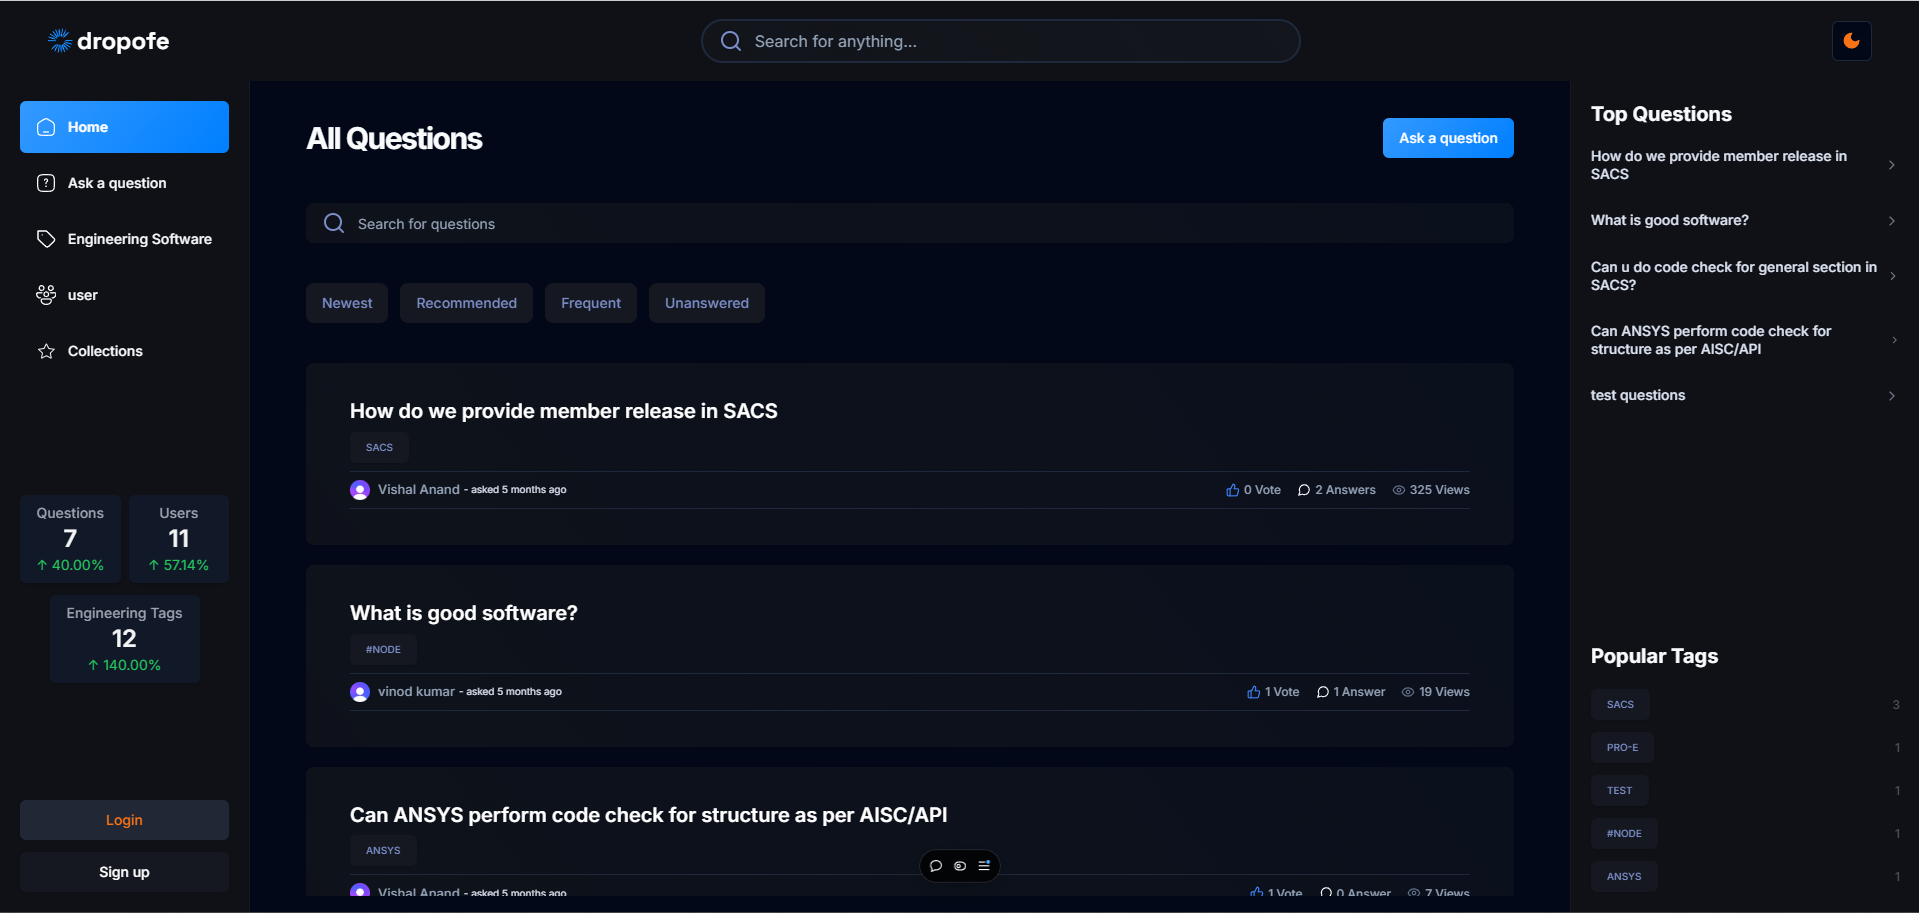 dropofe
Search for anything...
Home
Ask a question
Engineering Software
user
Collections
Questions
7
↑ 40.00%
Users
11
↑ 57.14%
Engineering Tags
12
↑ 140.00%
Login
Sign up
All Questions
Ask a question
Search for questions
Newest
Recommended
Frequent
Unanswered
How do we provide member release in SACS
SACS
Vishal Anand - asked 5 months ago
0 Vote
2 Answers
325 Views
What is good software?
#NODE
vinod kumar - asked 5 months ago
1 Vote
1 Answer
19 Views
Can ANSYS perform code check for structure as per AISC/API
ANSYS
Vishal Anand - asked 5 months ago
1 Vote
0 Answer
7 Views
Top Questions
How do we provide member release in
SACS
What is good software?
Can u do code check for general section in
SACS?
Can ANSYS perform code check for
structure as per AISC/API
test questions
Popular Tags
SACS 3
PRO-E 1
TEST 1
#NODE 1
ANSYS 1